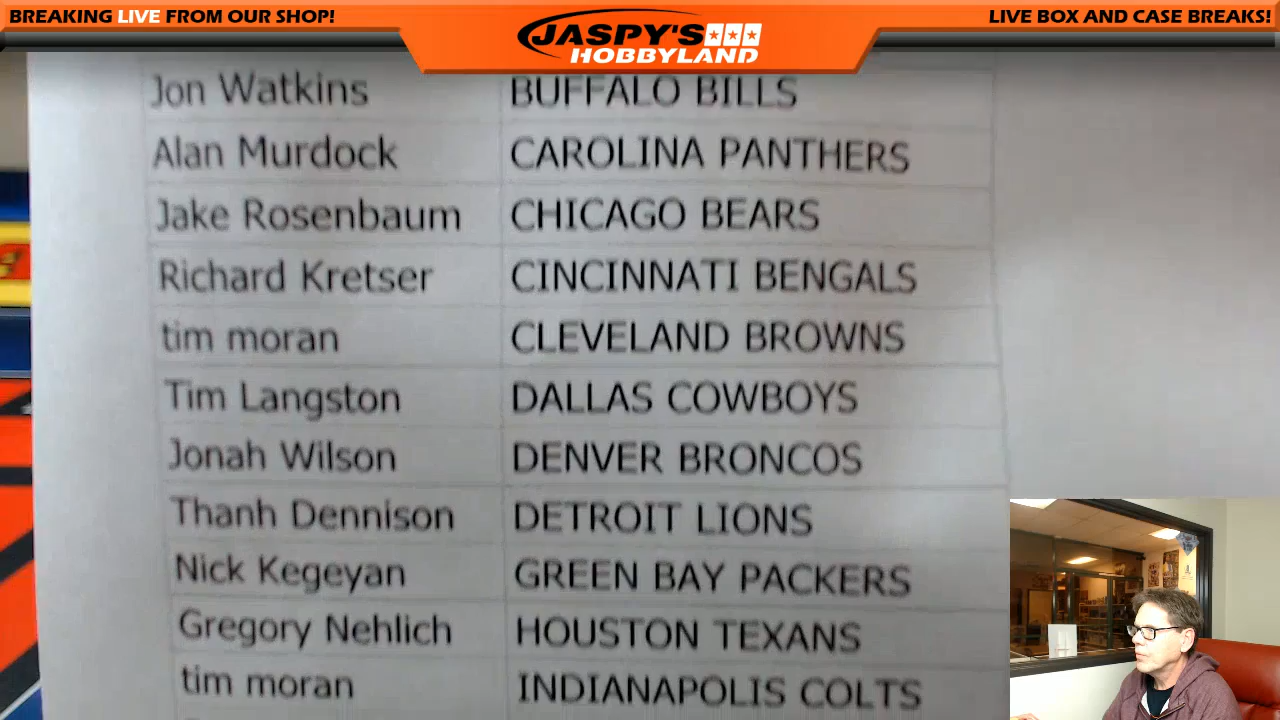 BREAKING LIVE FROM OUR SHOP!
JASPY'S
HOBBYLAND
LIVE BOX AND CASE BREAKS!
Jon Watkins BUFFALO BILLS
Alan Murdock CAROLINA PANTHERS
Jake Rosenbaum CHICAGO BEARS
Richard Kretser CINCINNATI BENGALS
tim moran CLEVELAND BROWNS
Tim Langston DALLAS COWBOYS
Jonah Wilson DENVER BRONCOS
Thanh Dennison DETROIT LIONS
Nick Kegeyan GREEN BAY PACKERS
Gregory Nehlich HOUSTON TEXANS
tim moran INDIANAPOLIS COLTS